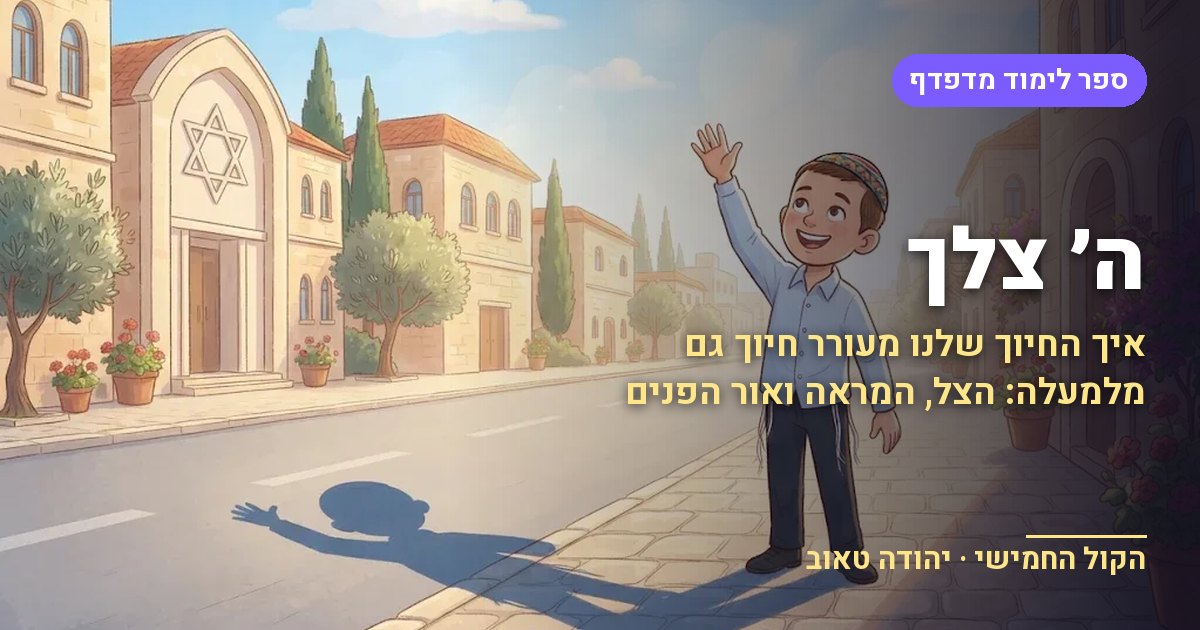 ספר לימוד מדפדף
ה׳ צלך
איך החיוך שלנו מעורר חיוך גם
מלמעלה: הצל, המראה ואור הפנים
הקול החמישי · יהודה טאוב